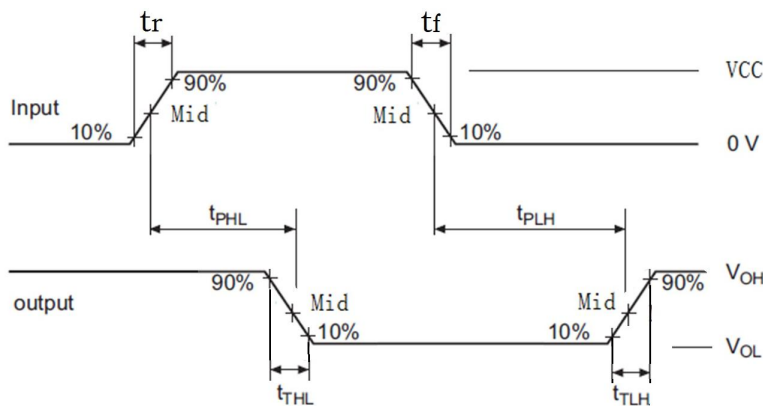 tr tf
90% 90% VCC
Input Mid Mid
10% 10% 0 V
tPHL tPLH
90% 90% VOH
output Mid Mid
10% 10% VOL
tTHL tTLH